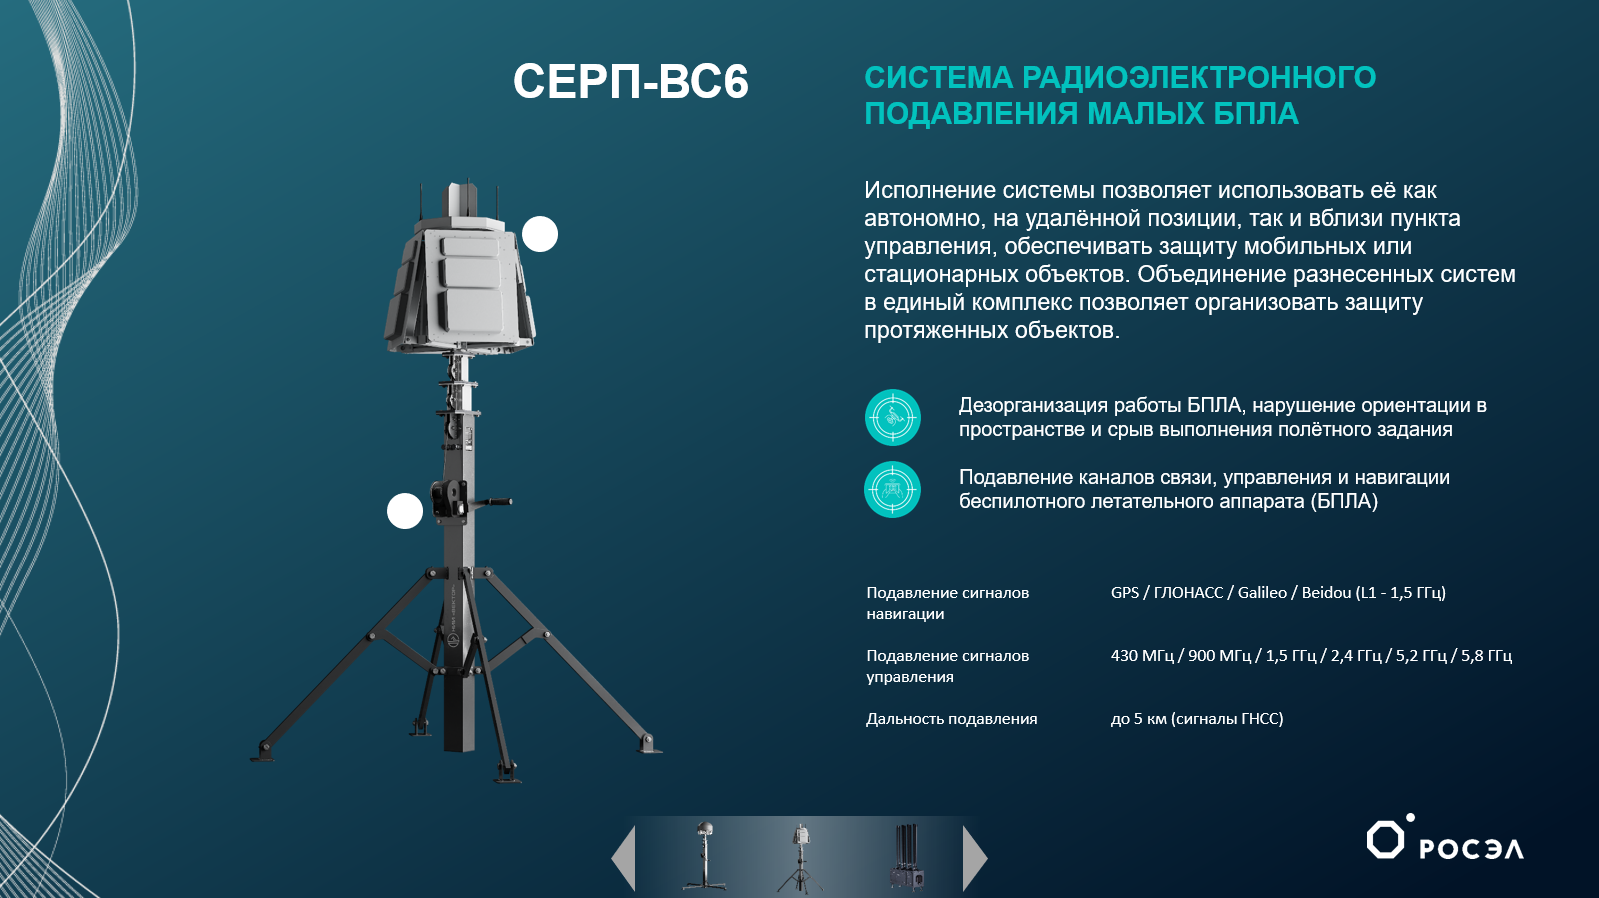 СЕРП-ВС6
СИСТЕМА РАДИОЭЛЕКТРОННОГО
ПОДАВЛЕНИЯ МАЛЫХ БПЛА
Исполнение системы позволяет использовать её как
автономно, на удалённой позиции, так и вблизи пункта
управления, обеспечивать защиту мобильных или
стационарных объектов. Объединение разнесенных систем
в единый комплекс позволяет организовать защиту
протяженных объектов.
Дезорганизация работы БПЛА, нарушение ориентации в
пространстве и срыв выполнения полётного задания
Подавление каналов связи, управления и навигации
беспилотного летательного аппарата (БПЛА)
Подавление сигналов
навигации
GPS / ГЛОНАСС / Galileo / Beidou (L1 - 1,5 ГГц)
Подавление сигналов
управления
430 МГц / 900 МГц / 1,5 ГГц / 2,4 ГГц / 5,2 ГГц / 5,8 ГГц
Дальность подавления
до 5 км (сигналы ГНСС)
РОСЭЛ